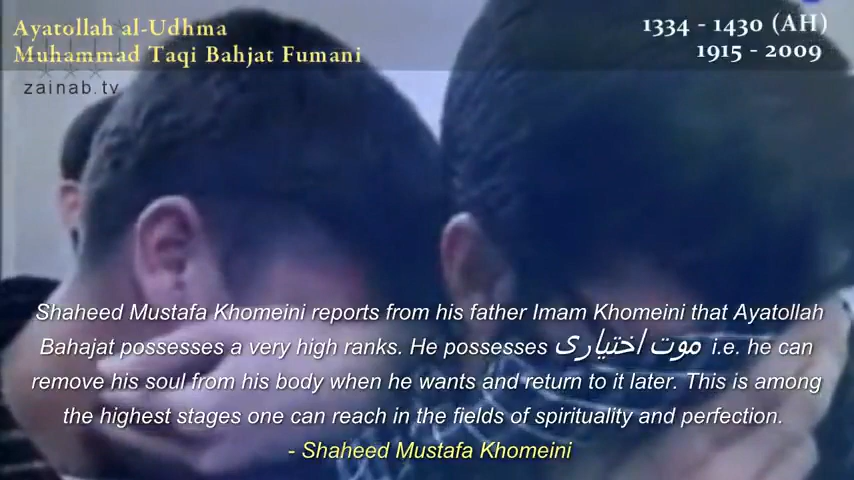 Ayatollah al-Udhma
Muhammad Taqi Bahjat Fumani
1334 - 1430 (AH)
1915 - 2009
zainab.tv
Shaheed Mustafa Khomeini reports from his father Imam Khomeini that Ayatollah
Bahajat possesses a very high ranks. He possesses موت اختیاری i.e. he can
remove his soul from his body when he wants and return to it later. This is among
the highest stages one can reach in the fields of spirituality and perfection.
- Shaheed Mustafa Khomeini